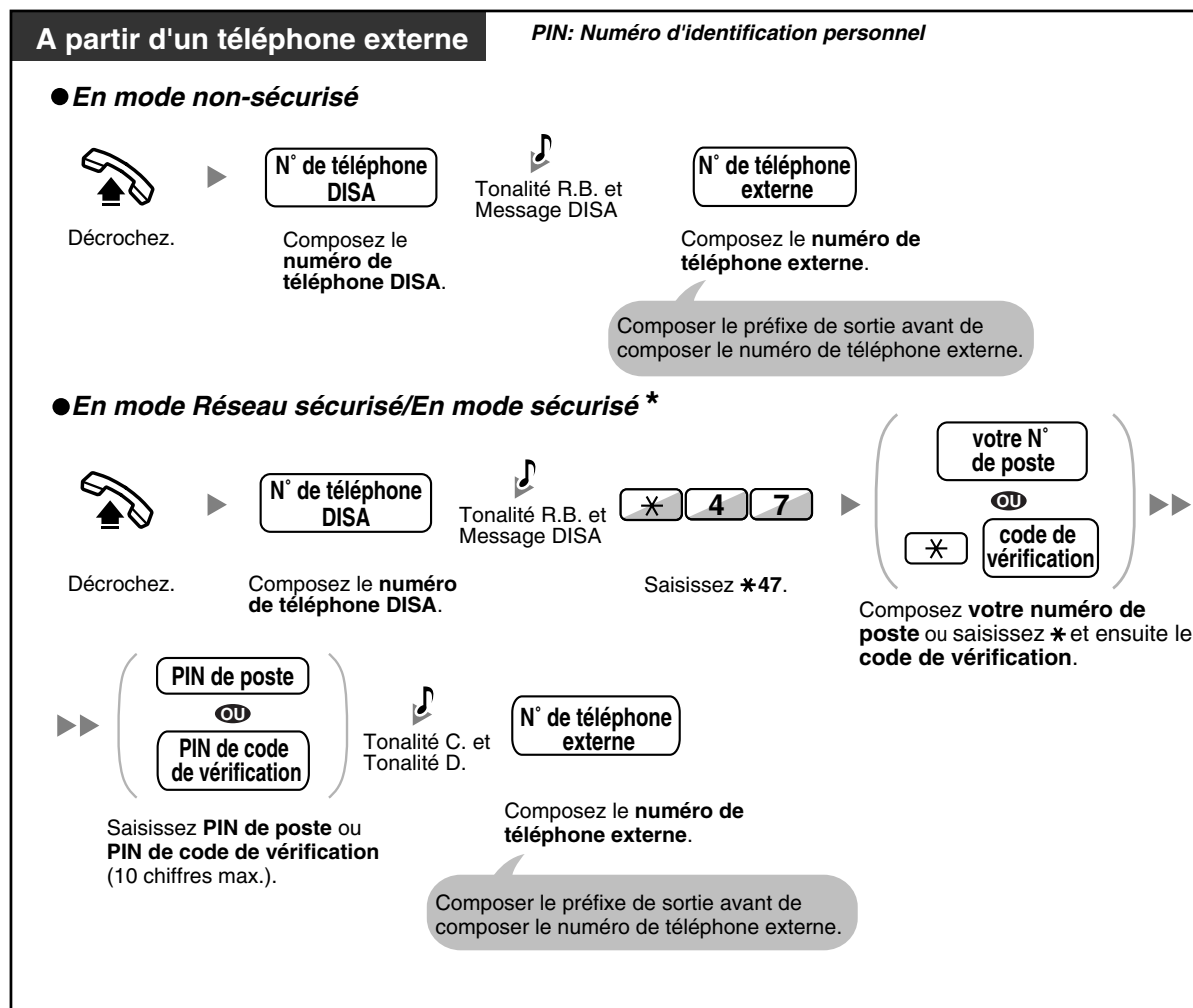 A partir d'un téléphone externe
PIN: Numéro d'identification personnel
●En mode non-sécurisé
Décrochez.
N° de téléphone
DISA
Composez le
numéro de
téléphone DISA.
Tonalité R.B. et
Message DISA
N° de téléphone
externe
Composez le numéro de
téléphone externe.
Composer le préfixe de sortie avant de
composer le numéro de téléphone externe.
●En mode Réseau sécurisé/En mode sécurisé *
Décrochez.
N° de téléphone
DISA
Composez le numéro
de téléphone DISA.
Tonalité R.B. et
Message DISA
* 4 7
Saisissez *47.
votre N°
de poste
OU
* code de
vérification
Composez votre numéro de
poste ou saisissez * et ensuite le
code de vérification.
PIN de poste
OU
PIN de code
de vérification
Saisissez PIN de poste ou
PIN de code de vérification
(10 chiffres max.).
Tonalité C. et
Tonalité D.
N° de téléphone
externe
Composez le numéro de
téléphone externe.
Composer le préfixe de sortie avant de
composer le numéro de téléphone externe.